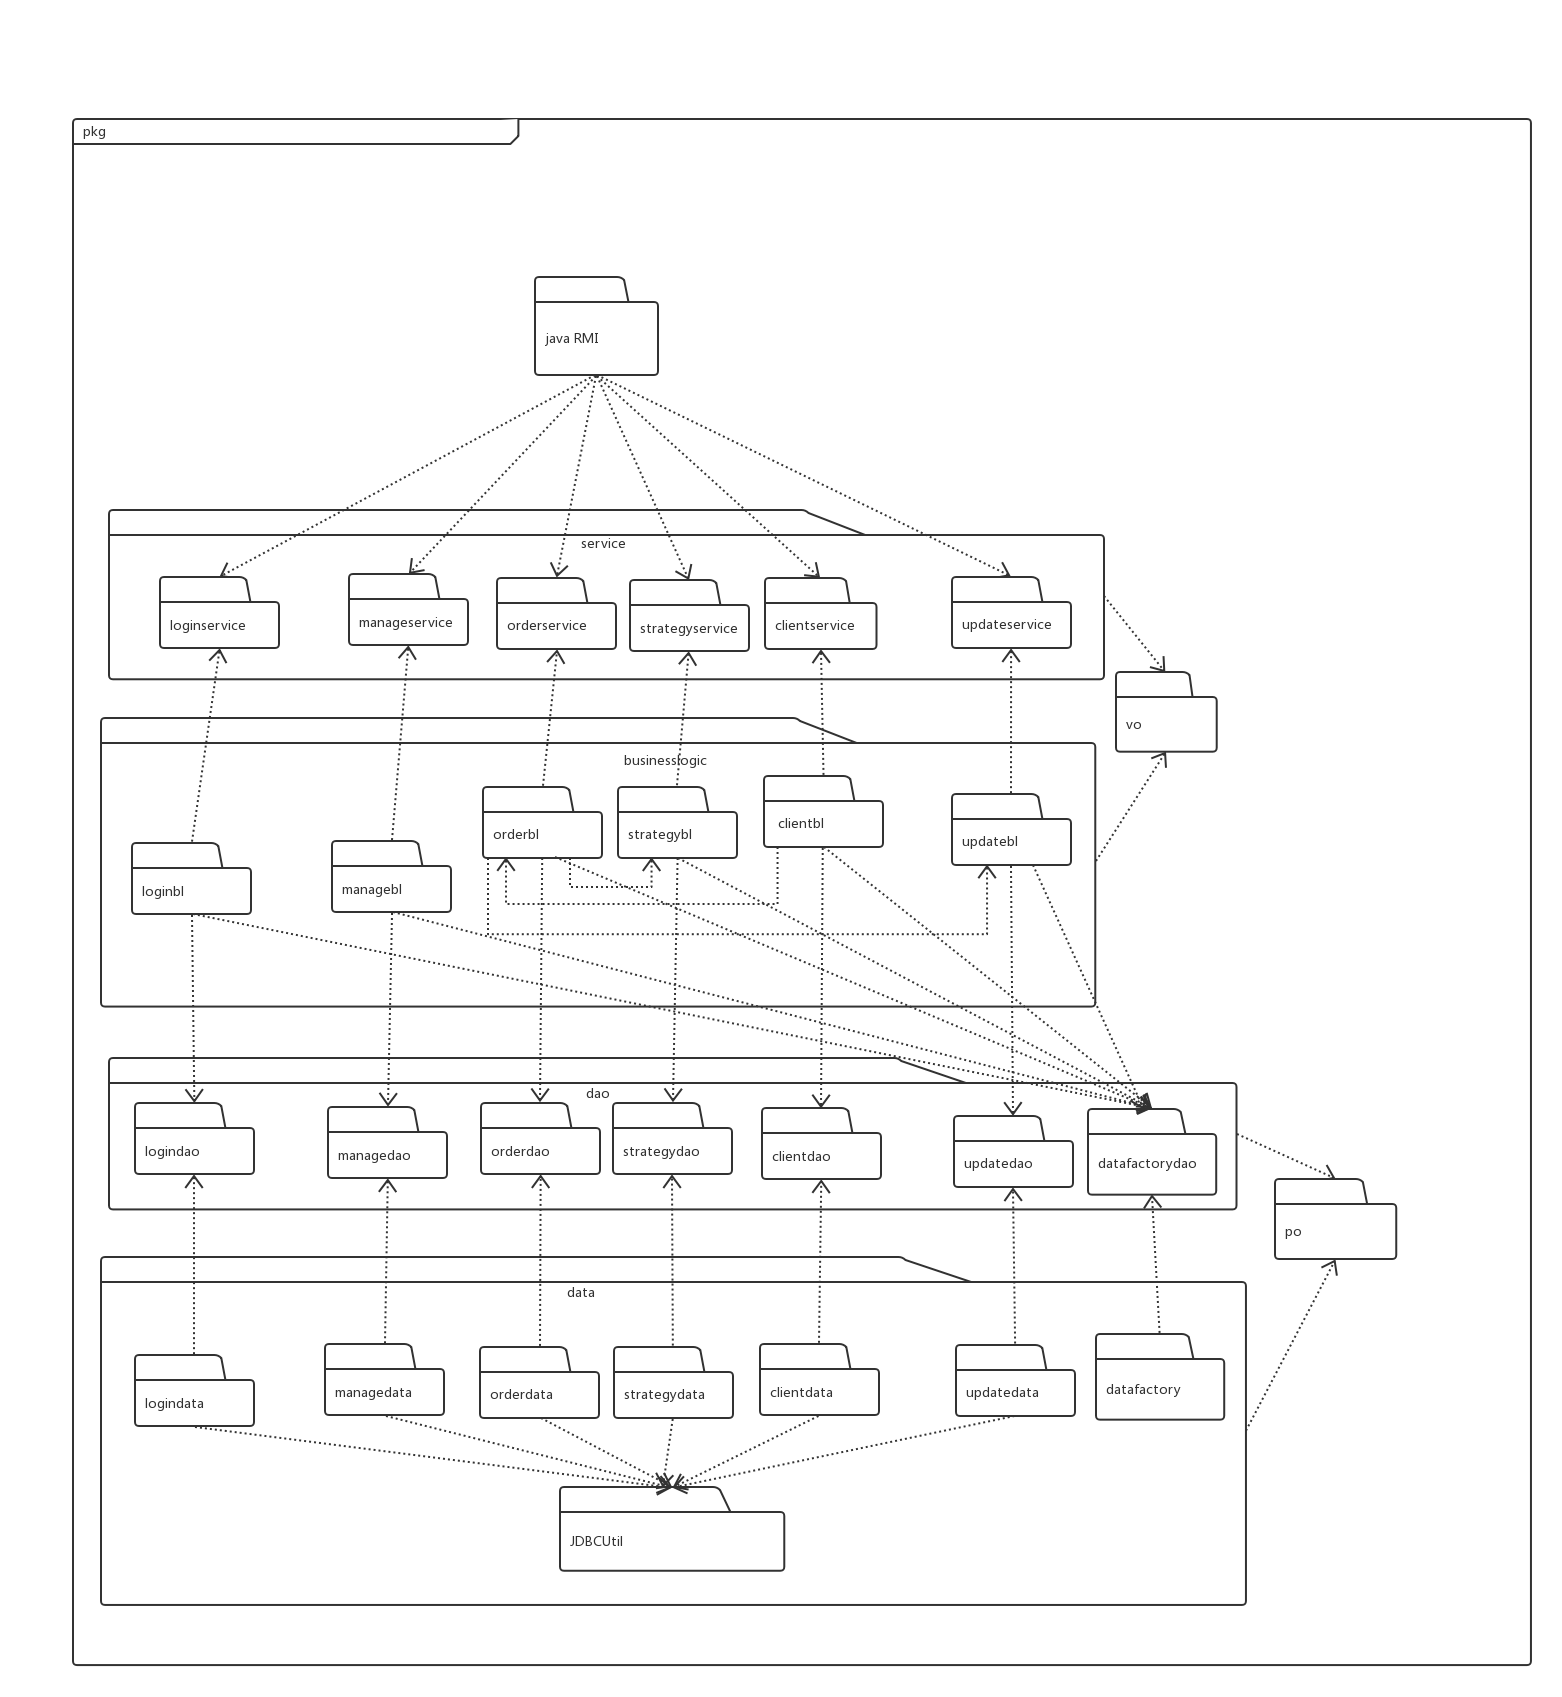 pkg
java RMI
service
loginservice
manageservice
orderservice
strategyservice
clientservice
updateservice
vo
businesslogic
loginbl
managebl
orderbl
strategybl
clientbl
updatebl
dao
logindao
managedao
orderdao
strategydao
clientdao
updatedao
datafactorydao
po
data
logindata
managedata
orderdata
strategydata
clientdata
updatedata
datafactory
JDBCUtil